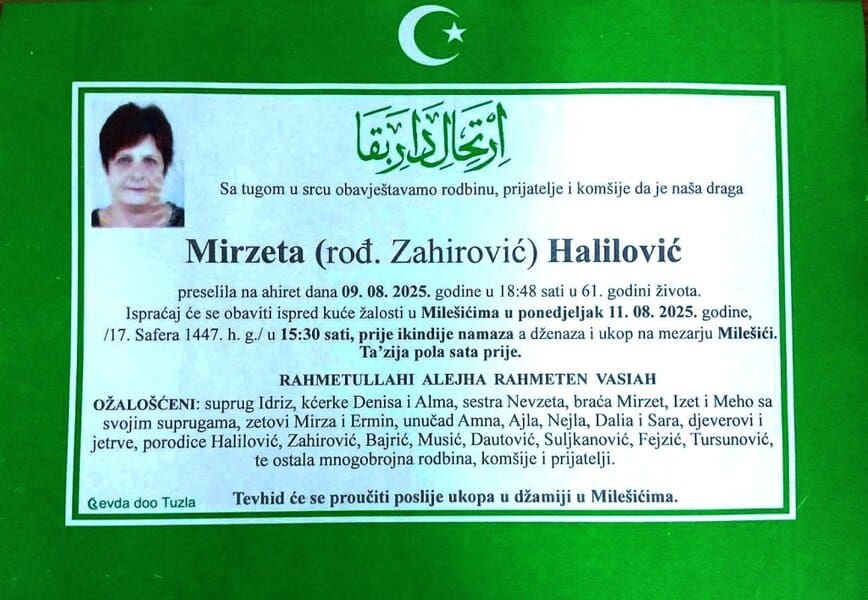 اِرْتِحَالِ دَارِ بَقَا
Sa tugom u srcu obavještavamo rodbinu, prijatelje i komšije da je naša draga
Mirzeta (rođ. Zahirović) Halilović
preselila na ahiret dana 09. 08. 2025. godine u 18:48 sati u 61. godini života.
Ispraćaj će se obaviti ispred kuće žalosti u Milešićima u ponedjeljak 11. 08. 2025. godine,
/17. Safera 1447. h. g./ u 15:30 sati, prije ikindije namaza a dženaza i ukop na mezarju Milešići.
Ta’zija pola sata prije.
RAHMETULLAHI ALEJHA RAHMETEN VASIAH
OŽALOŠĆENI: suprug Idriz, kćerke Denisa i Alma, sestra Nevzeta, braća Mirzet, Izet i Meho sa
svojim suprugama, zetovi Mirza i Ermin, unučad Amna, Ajla, Nejla, Dalia i Sara, djeverovi i
jetrve, porodice Halilović, Zahirović, Bajrić, Musić, Dautović, Suljkanović, Fejzić, Tursunović,
te ostala mnogobrojna rodbina, komšije i prijatelji.
Tevhid će se proučiti poslije ukopa u džamiji u Milešićima.
evda doo Tuzla